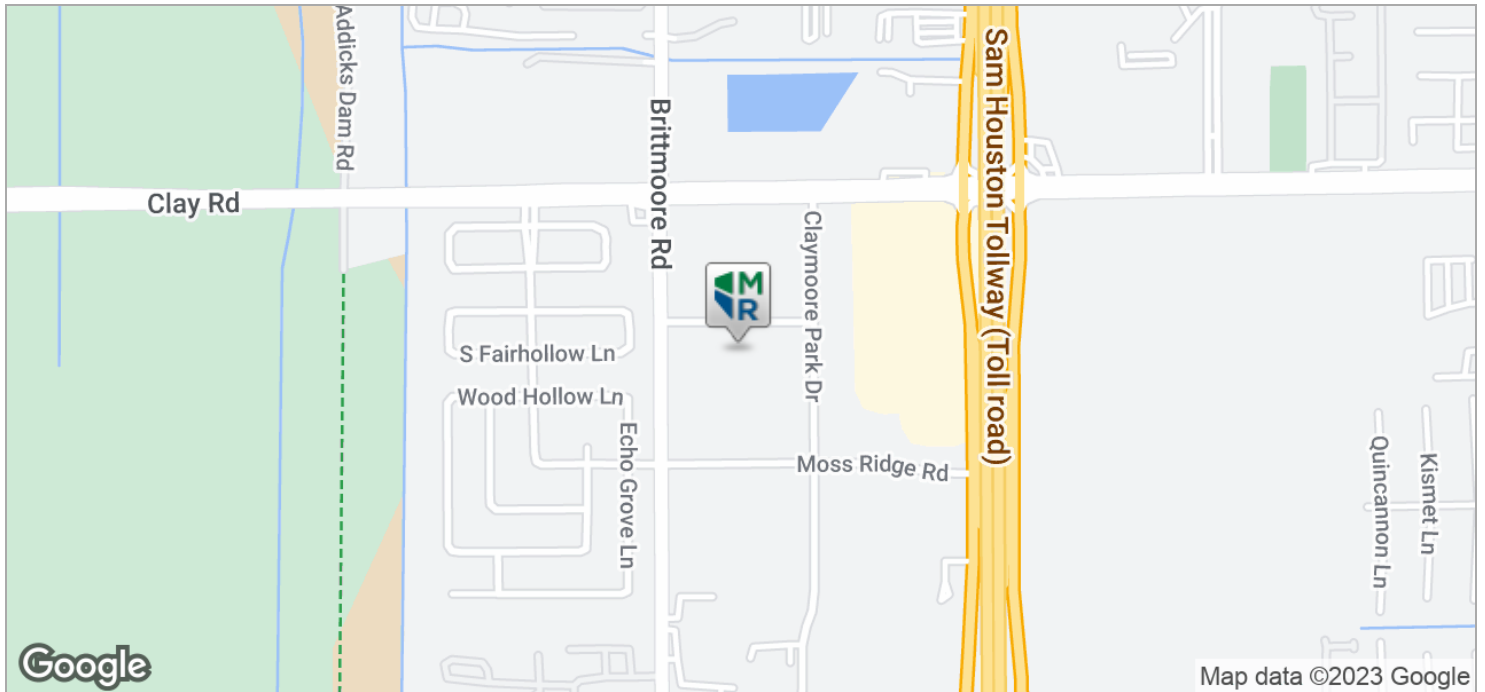 Addicks Dam Rd
Brittmoore Rd
Sam Houston Tollway (Toll road)
Clay Rd
Claymoore Park Dr
M
R
S Fairhollow Ln
Wood Hollow Ln
Echo Grove Ln
Moss Ridge Rd
Quincannon Ln
Kismet Ln
Google
Map data ©2023 Google